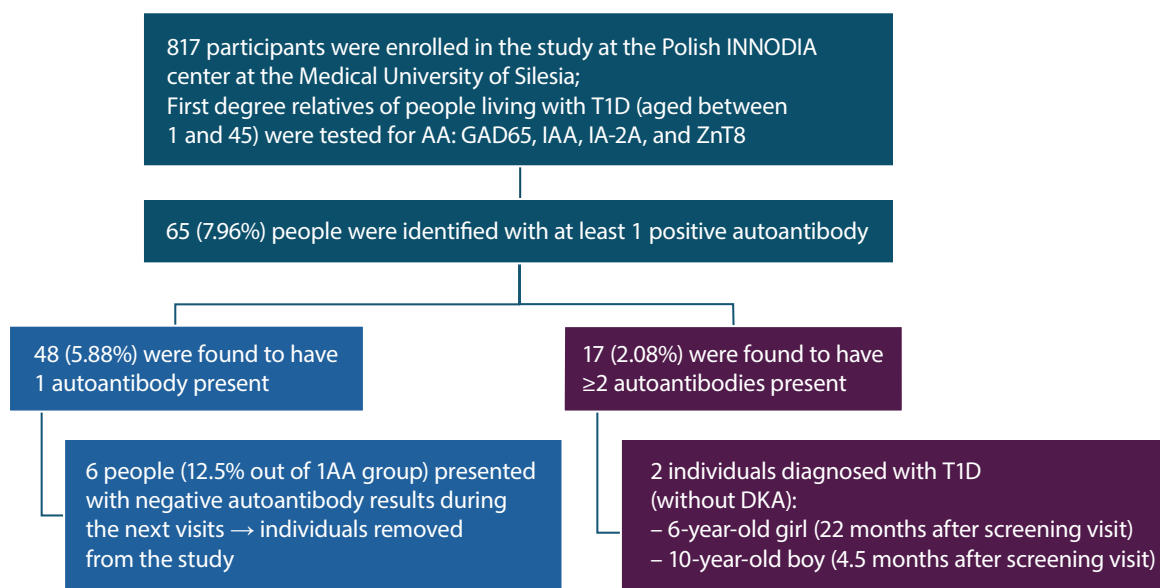 817 participants were enrolled in the study at the Polish INNODIA
center at the Medical University of Silesia;
First degree relatives of people living with T1D (aged between
1 and 45) were tested for AA: GAD65, IAA, IA-2A, and ZnT8
65 (7.96%) people were identified with at least 1 positive autoantibody
48 (5.88%) were found to have
1 autoantibody present
17 (2.08%) were found to have
≥2 autoantibodies present
6 people (12.5% out of 1AA group) presented
with negative autoantibody results during
the next visits → individuals removed
from the study
2 individuals diagnosed with T1D
(without DKA):
– 6-year-old girl (22 months after screening visit)
– 10-year-old boy (4.5 months after screening visit)